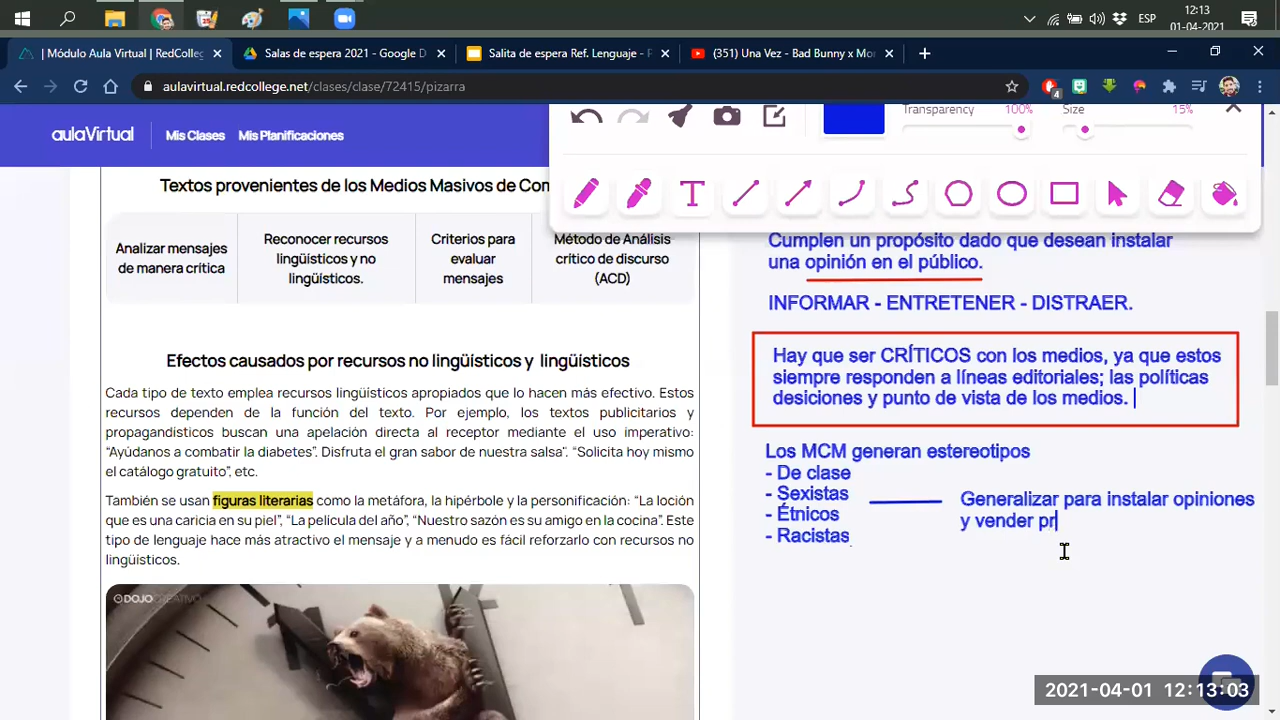 12:13
ESP
01-04-2021
| Módulo Aula Virtual | RedColleg
Salas de espera 2021 - Google D
Salita de espera Ref. Lenguaje - P
(351) Una Vez - Bad Bunny x Mor
aulavirtual.redcollege.net/clases/clase/72415/pizarra
4
aulaVirtual
Mis Clases
Mis Planificaciones
Transparency 100%
Size 15%
T
Textos provenientes de los Medios Masivos de Com
Analizar mensajes
de manera crítica
Reconocer recursos
lingüísticos y no
lingüísticos.
Criterios para
evaluar
mensajes
Método de Análisis
crítico de discurso
(ACD)
Efectos causados por recursos no lingüísticos y lingüísticos
Cada tipo de texto emplea recursos lingüísticos apropiados que lo hacen más efectivo. Estos
recursos dependen de la función del texto. Por ejemplo, los textos publicitarios y
propagandísticos buscan una apelación directa al receptor mediante el uso imperativo:
“Ayúdanos a combatir la diabetes”. Disfruta el gran sabor de nuestra salsa”. “Solicita hoy mismo
el catálogo gratuito”, etc.
También se usan figuras literarias como la metáfora, la hipérbole y la personificación: “La loción
que es una caricia en su piel”, “La película del año”, “Nuestro sazón es su amigo en la cocina”. Este
tipo de lenguaje hace más atractivo el mensaje y a menudo es fácil reforzarlo con recursos no
lingüísticos.
DOJOCREATIVO
Cumplen un propósito dado que desean instalar
una opinión en el público.
INFORMAR - ENTRETENER - DISTRAER.
Hay que ser CRÍTICOS con los medios, ya que estos
siempre responden a líneas editoriales; las políticas
desiciones y punto de vista de los medios.
Los MCM generan estereotipos
- De clase
- Sexistas
- Étnicos
- Racistas
Generalizar para instalar opiniones
y vender pr
2021-04-01 12:13:03